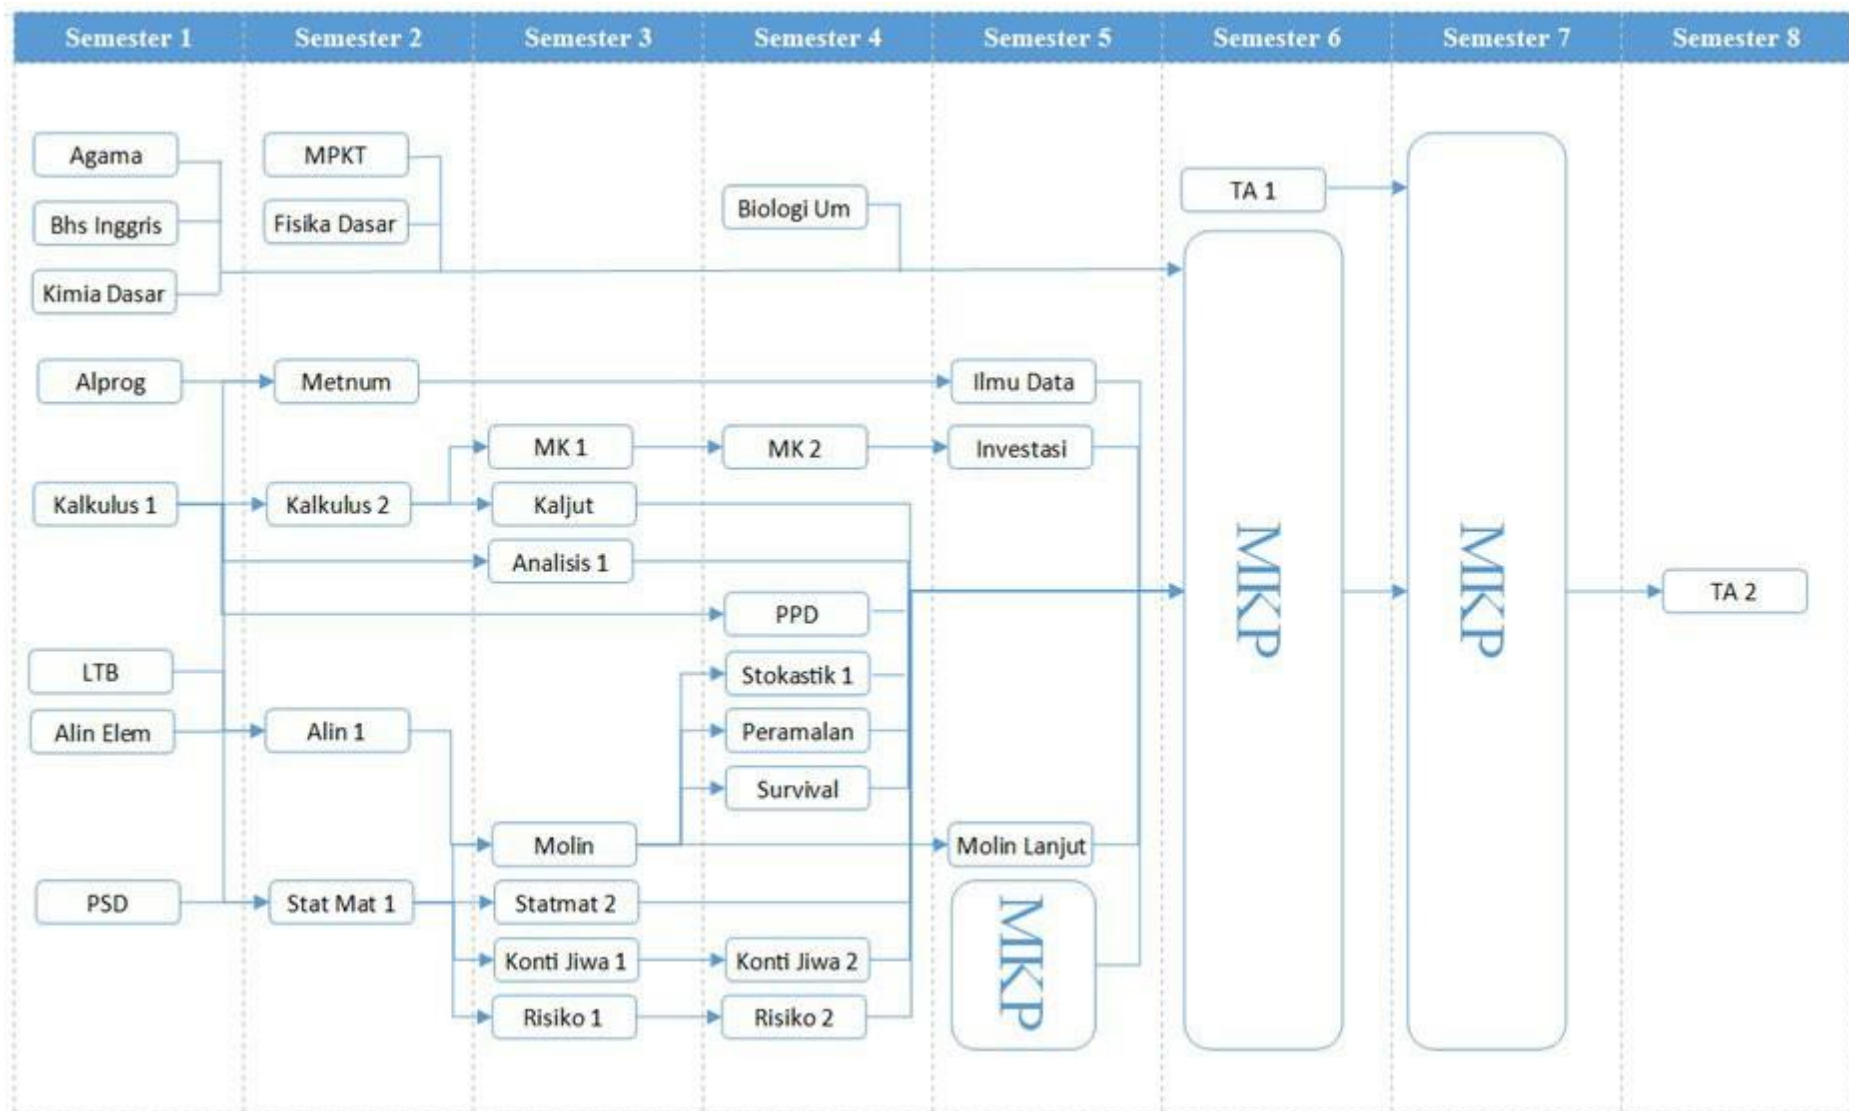 Semester 1
Semester 2
Semester 3
Semester 4
Semester 5
Semester 6
Semester 7
Semester 8
Agama
MPKT
TA 1
Biologi Um
Bhs Inggris
Fisika Dasar
Kimia Dasar
Alprog
Metnum
Ilmu Data
MK 1
MK 2
Investasi
Kalkulus 1
Kalkulus 2
Kaljut
Analisis 1
MKP
MKP
TA 2
PPD
LTB
Stokastik 1
Alin Elem
Alin 1
Peramalan
Survival
Molin
Molin Lanjut
PSD
Stat Mat 1
Statmat 2
MKP
Konti Jiwa 1
Konti Jiwa 2
Risiko 1
Risiko 2